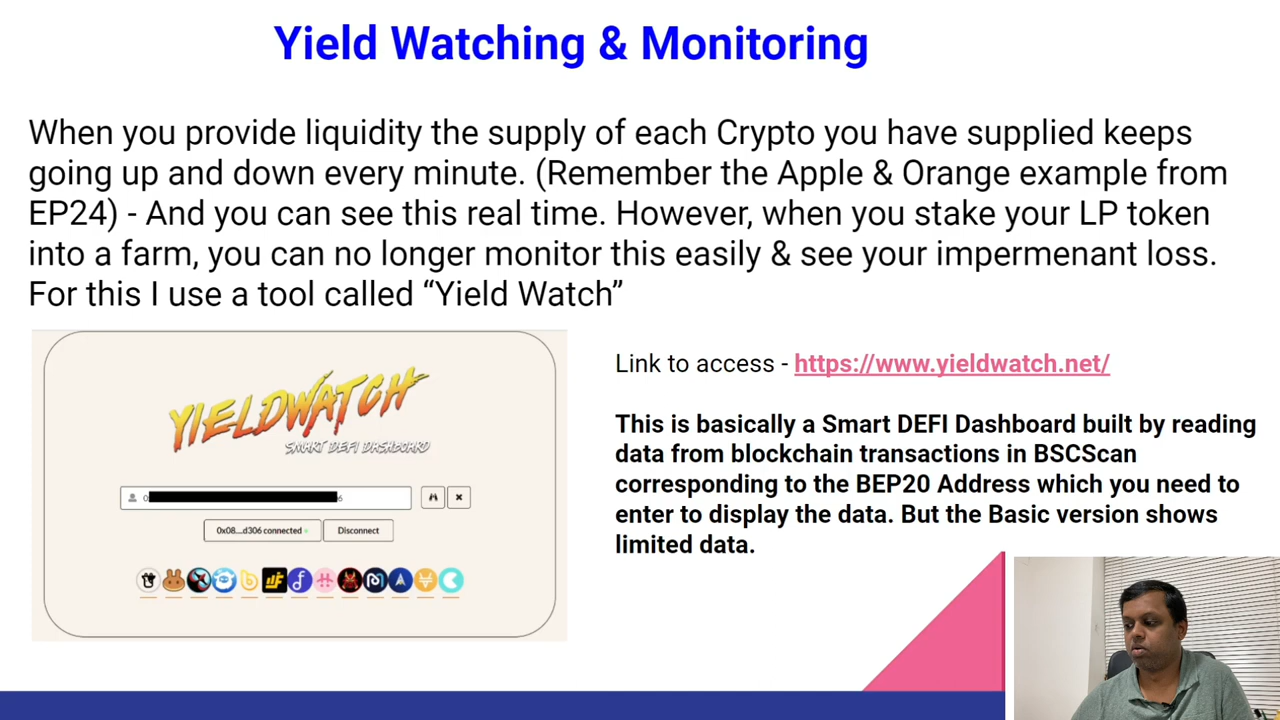 Yield Watching & Monitoring
When you provide liquidity the supply of each Crypto you have supplied keeps
going up and down every minute. (Remember the Apple & Orange example from
EP24) - And you can see this real time. However, when you stake your LP token
into a farm, you can no longer monitor this easily & see your impermenant loss.
For this I use a tool called “Yield Watch”
YIELDWATCH
SMART DEFI DASHBOARD
0x08....d306 connected
Disconnect
Link to access - https://www.yieldwatch.net/
This is basically a Smart DEFI Dashboard built by reading
data from blockchain transactions in BSCScan
corresponding to the BEP20 Address which you need to
enter to display the data. But the Basic version shows
limited data.